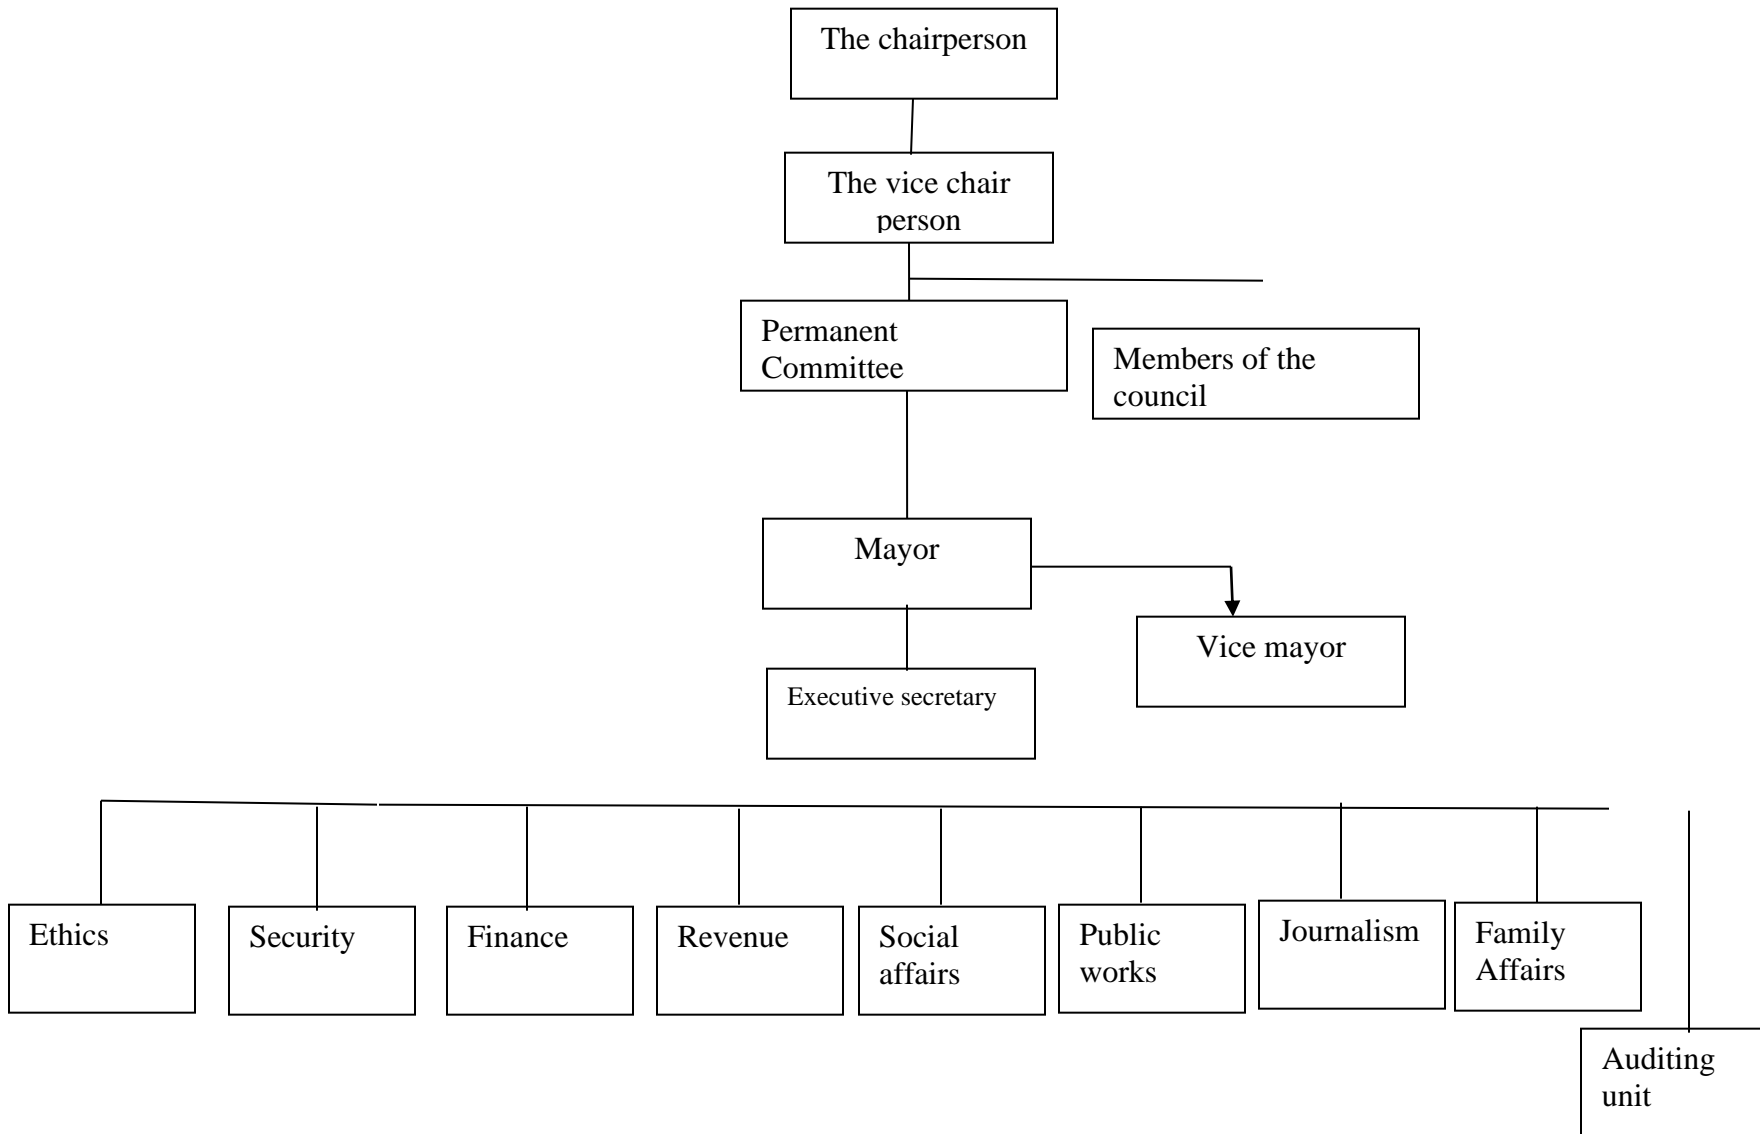 The chairperson
The vice chair
person
Permanent
Committee
Members of the
council
Mayor
Vice mayor
Executive secretary
Ethics
Security
Finance
Revenue
Social
affairs
Public
works
Journalism
Family
Affairs
Auditing
unit